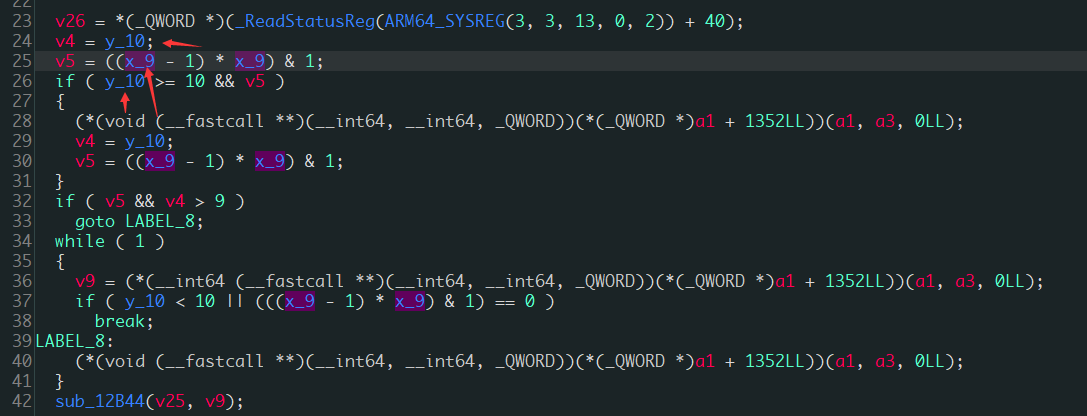 22
23 v26 = *(_QWORD *)(_ReadStatusReg(ARM64_SYSREG(3, 3, 13, 0, 2)) + 40);
24 v4 = y_10;
25 v5 = ((x_9 - 1) * x_9) & 1;
26 if ( y_10 >= 10 && v5 )
27 {
28 (*(void (__fastcall **)(__int64, __int64, _QWORD))(*(_QWORD *)a1 + 1352LL))(a1, a3, 0LL);
29 v4 = y_10;
30 v5 = ((x_9 - 1) * x_9) & 1;
31 }
32 if ( v5 && v4 > 9 )
33 goto LABEL_8;
34 while ( 1 )
35 {
36 v9 = (*(__int64 (__fastcall **)(__int64, __int64, _QWORD))(*(_QWORD *)a1 + 1352LL))(a1, a3, 0LL);
37 if ( y_10 < 10 || (((x_9 - 1) * x_9) & 1) == 0 )
38 break;
39 LABEL_8:
40 (*(void (__fastcall **)(__int64, __int64, _QWORD))(*(_QWORD *)a1 + 1352LL))(a1, a3, 0LL);
41 }
42 sub_12B44(v25, v9);